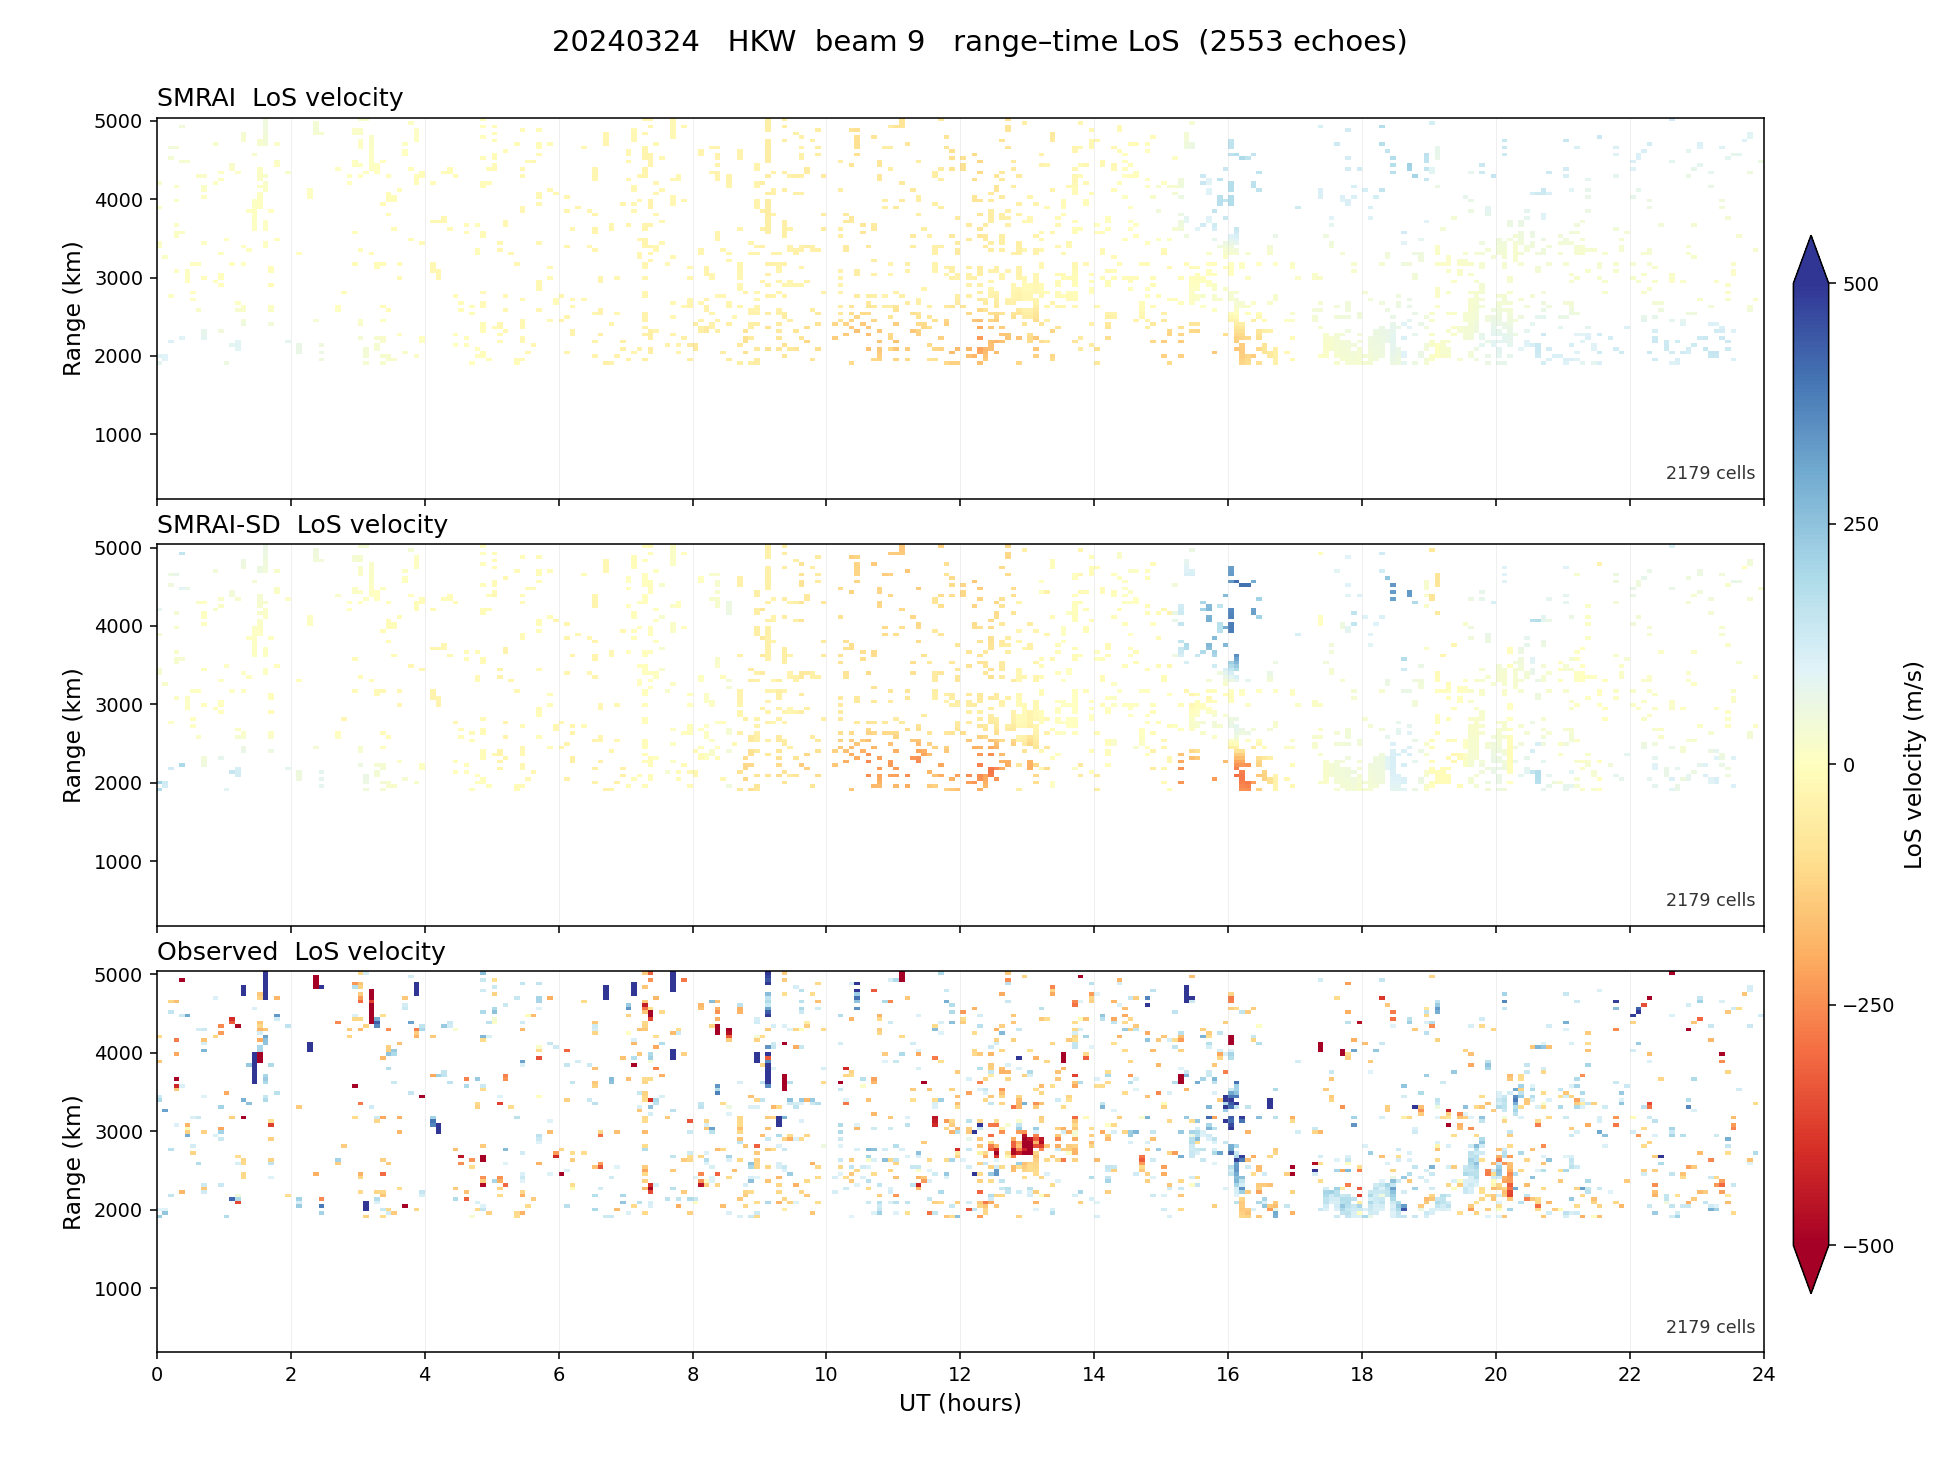 20240324   HKW  beam 9   range–time LoS  (2553 echoes)
SMRAI  LoS velocity
5000
4000
3000
2000
1000
Range (km)
2179 cells
SMRAI-SD  LoS velocity
5000
4000
3000
2000
1000
Range (km)
2179 cells
Observed  LoS velocity
5000
4000
3000
2000
1000
Range (km)
2179 cells
0 2 4 6 8 10 12 14 16 18 20 22 24
UT (hours)
500
250
0
−250
−500
LoS velocity (m/s)